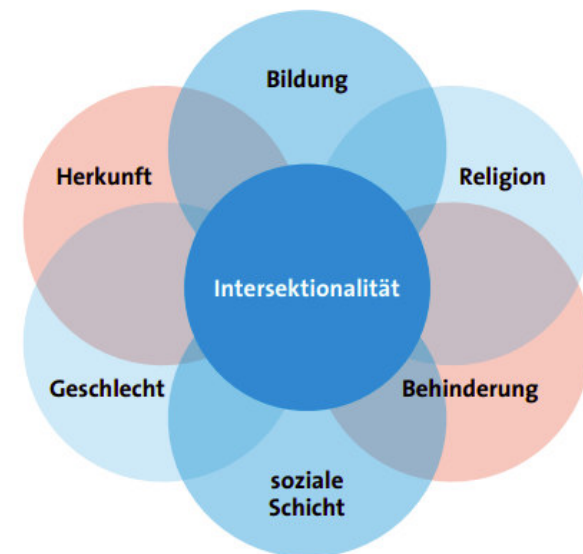 Bildung
Herkunft
Religion
Intersektionalität
Geschlecht
Behinderung
soziale
Schicht